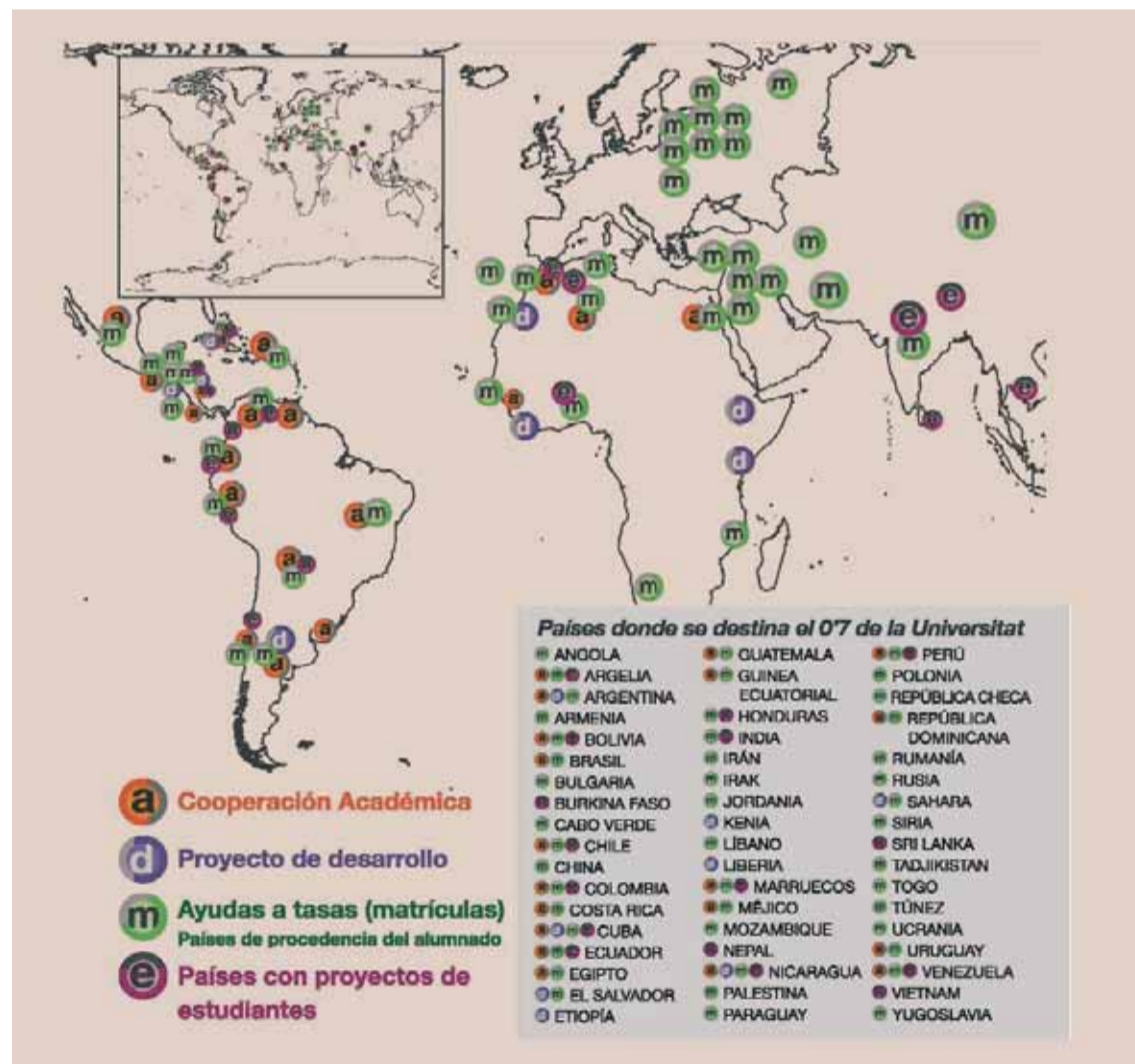 Países donde se destina el 0'7 de la Universitat
ANGOLA
ARGELIA
ARGENTINA
ARMENIA
BOLIVIA
BRASIL
BULGARIA
BURKINA FASO
CABO VERDE
CHILE
CHINA
COLOMBIA
COSTA RICA
CUBA
ECUADOR
EGIPTO
EL SALVADOR
ETIOPÍA
GUATEMALA
GUINEA
ECUATORIAL
HONDURAS
INDIA
IRÁN
IRAK
JORDANIA
KENIA
LÍBANO
LIBERIA
MARRUECOS
MÉJICO
MOZAMBIQUE
NEPAL
NICARAGUA
PALESTINA
PARAGUAY
PERÚ
POLONIA
REPÚBLICA CHECA
REPÚBLICA
DOMINICANA
RUMANÍA
RUSIA
SAHARA
SIRIA
SRI LANKA
TADJIKISTAN
TOGO
TÚNEZ
UCRANIA
URUGUAY
VENEZUELA
VIETNAM
YUGOSLAVIA
a Cooperación Académica
d Proyecto de desarrollo
m Ayudas a tasas (matrículas)
Países de procedencia del alumnado
e Países con proyectos de
estudiantes